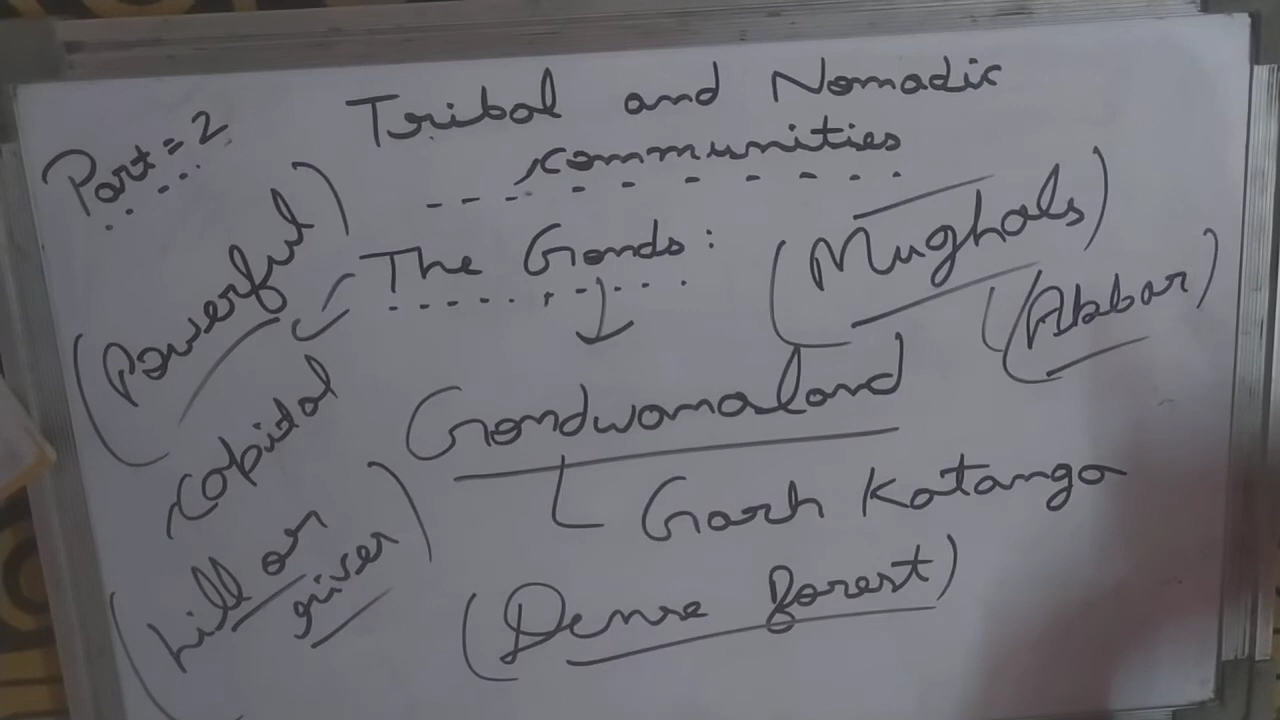 Part = 2
Tribal and Nomadic
communities
The Gonds:
(Powerful)
(Mughals)
(Akbar)
capital
Gondwanaland
Garh Katanga
(hill or
river)
(Dense forest)